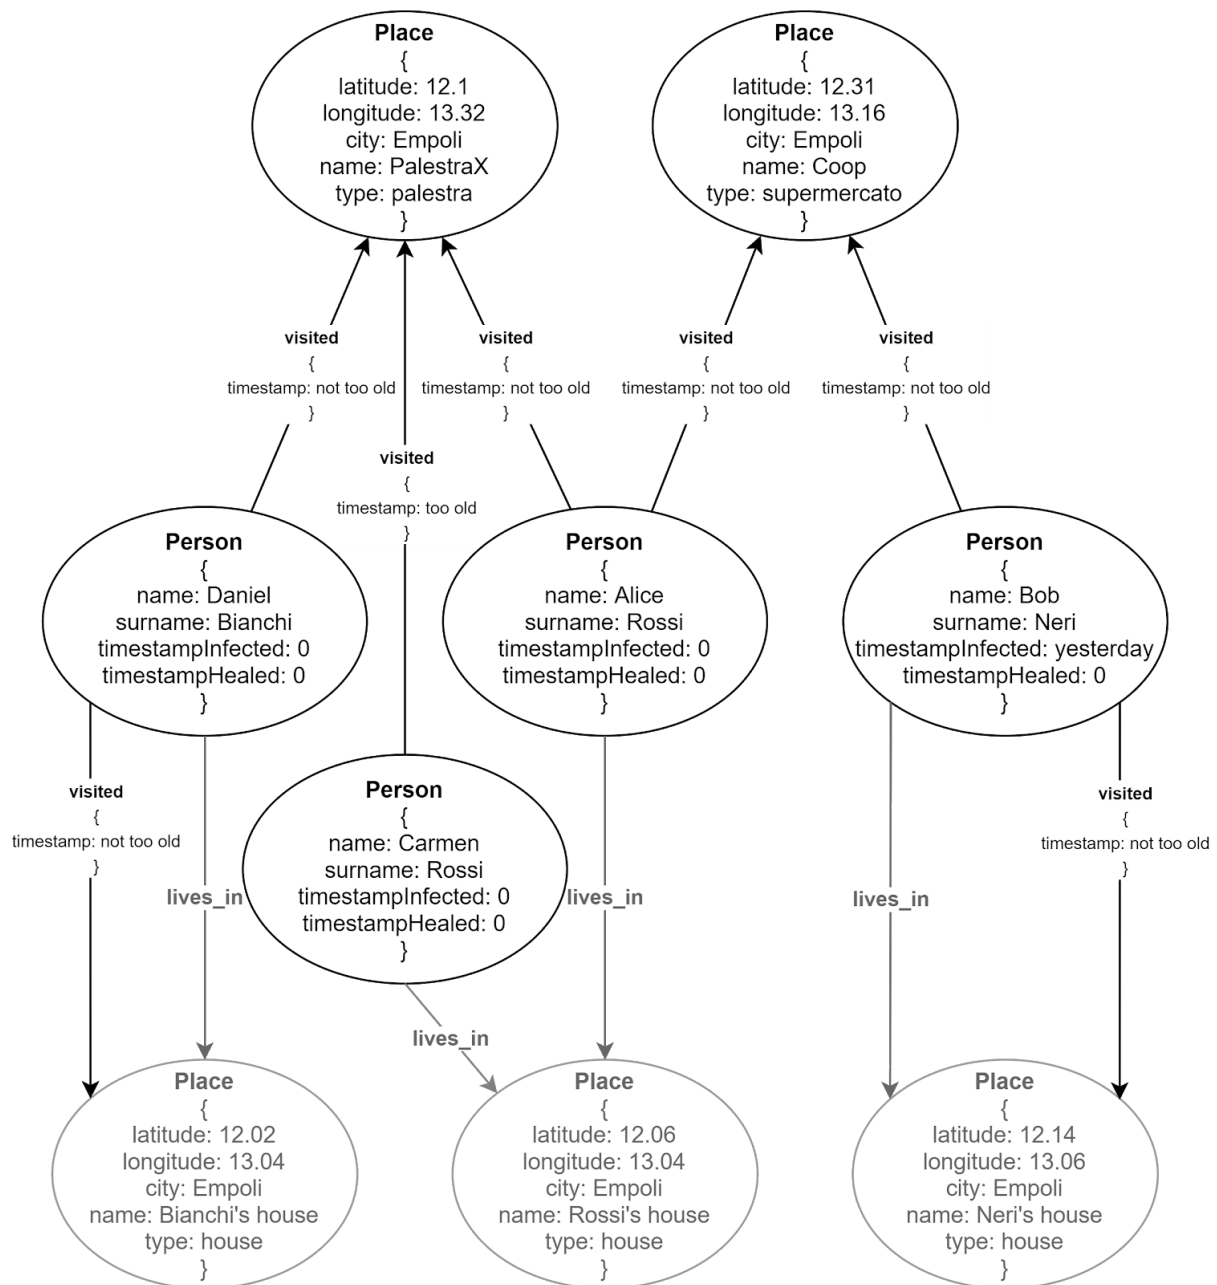 Place
{
latitude: 12.1
longitude: 13.32
city: Empoli
name: PalestraX
type: palestra
}
Place
{
latitude: 12.31
longitude: 13.16
city: Empoli
name: Coop
type: supermercato
}
visited
{
timestamp: not too old
}
visited
{
timestamp: too old
}
visited
{
timestamp: not too old
}
visited
{
timestamp: not too old
}
visited
{
timestamp: not too old
}
Person
{
name: Daniel
surname: Bianchi
timestampInfected: 0
timestampHealed: 0
}
Person
{
name: Alice
surname: Rossi
timestampInfected: 0
timestampHealed: 0
}
Person
{
name: Bob
surname: Neri
timestampInfected: yesterday
timestampHealed: 0
}
Person
{
name: Carmen
surname: Rossi
timestampInfected: 0
timestampHealed: 0
}
visited
{
timestamp: not too old
}
lives_in
lives_in
lives_in
lives_in
visited
{
timestamp: not too old
}
Place
{
latitude: 12.02
longitude: 13.04
city: Empoli
name: Bianchi's house
type: house
}
Place
{
latitude: 12.06
longitude: 13.04
city: Empoli
name: Rossi's house
type: house
}
Place
{
latitude: 12.14
longitude: 13.06
city: Empoli
name: Neri's house
type: house
}